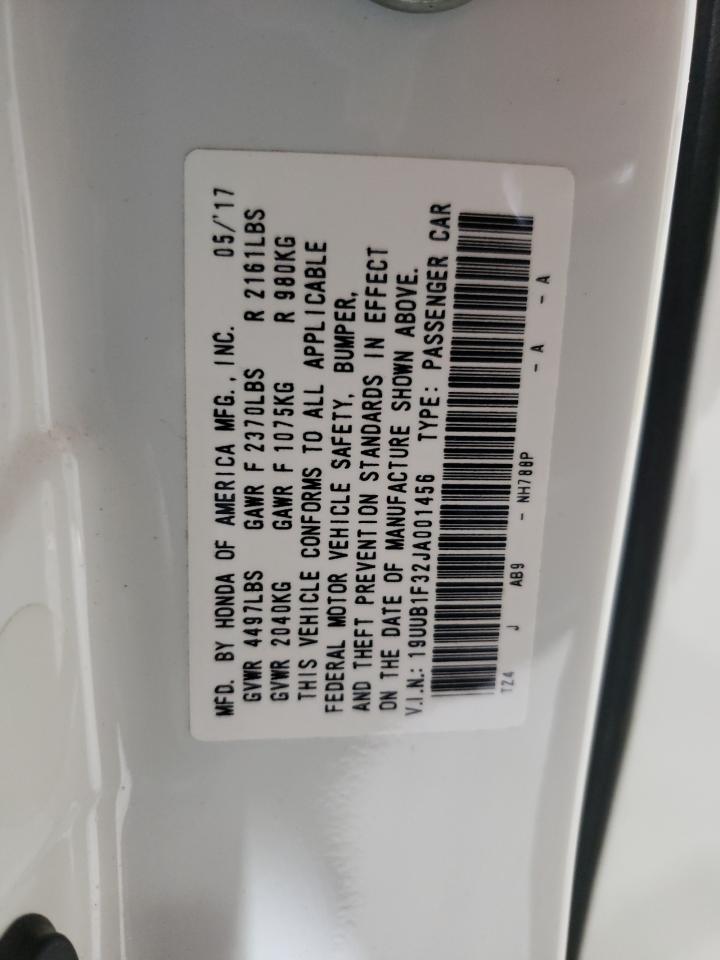 MFD. BY HONDA OF AMERICA MFG., INC. 05/'17
GVWR 4497LBS GAWR F 2370LBS R 2161LBS
GVWR 2040KG GAWR F 1075KG R 980KG
THIS VEHICLE CONFORMS TO ALL APPLICABLE
FEDERAL MOTOR VEHICLE SAFETY, BUMPER,
AND THEFT PREVENTION STANDARDS IN EFFECT
ON THE DATE OF MANUFACTURE SHOWN ABOVE.
V.I.N.: 19UUB1F32JA001456 TYPE: PASSENGER CAR
TZ4 J AB9 - NH788P - A - A